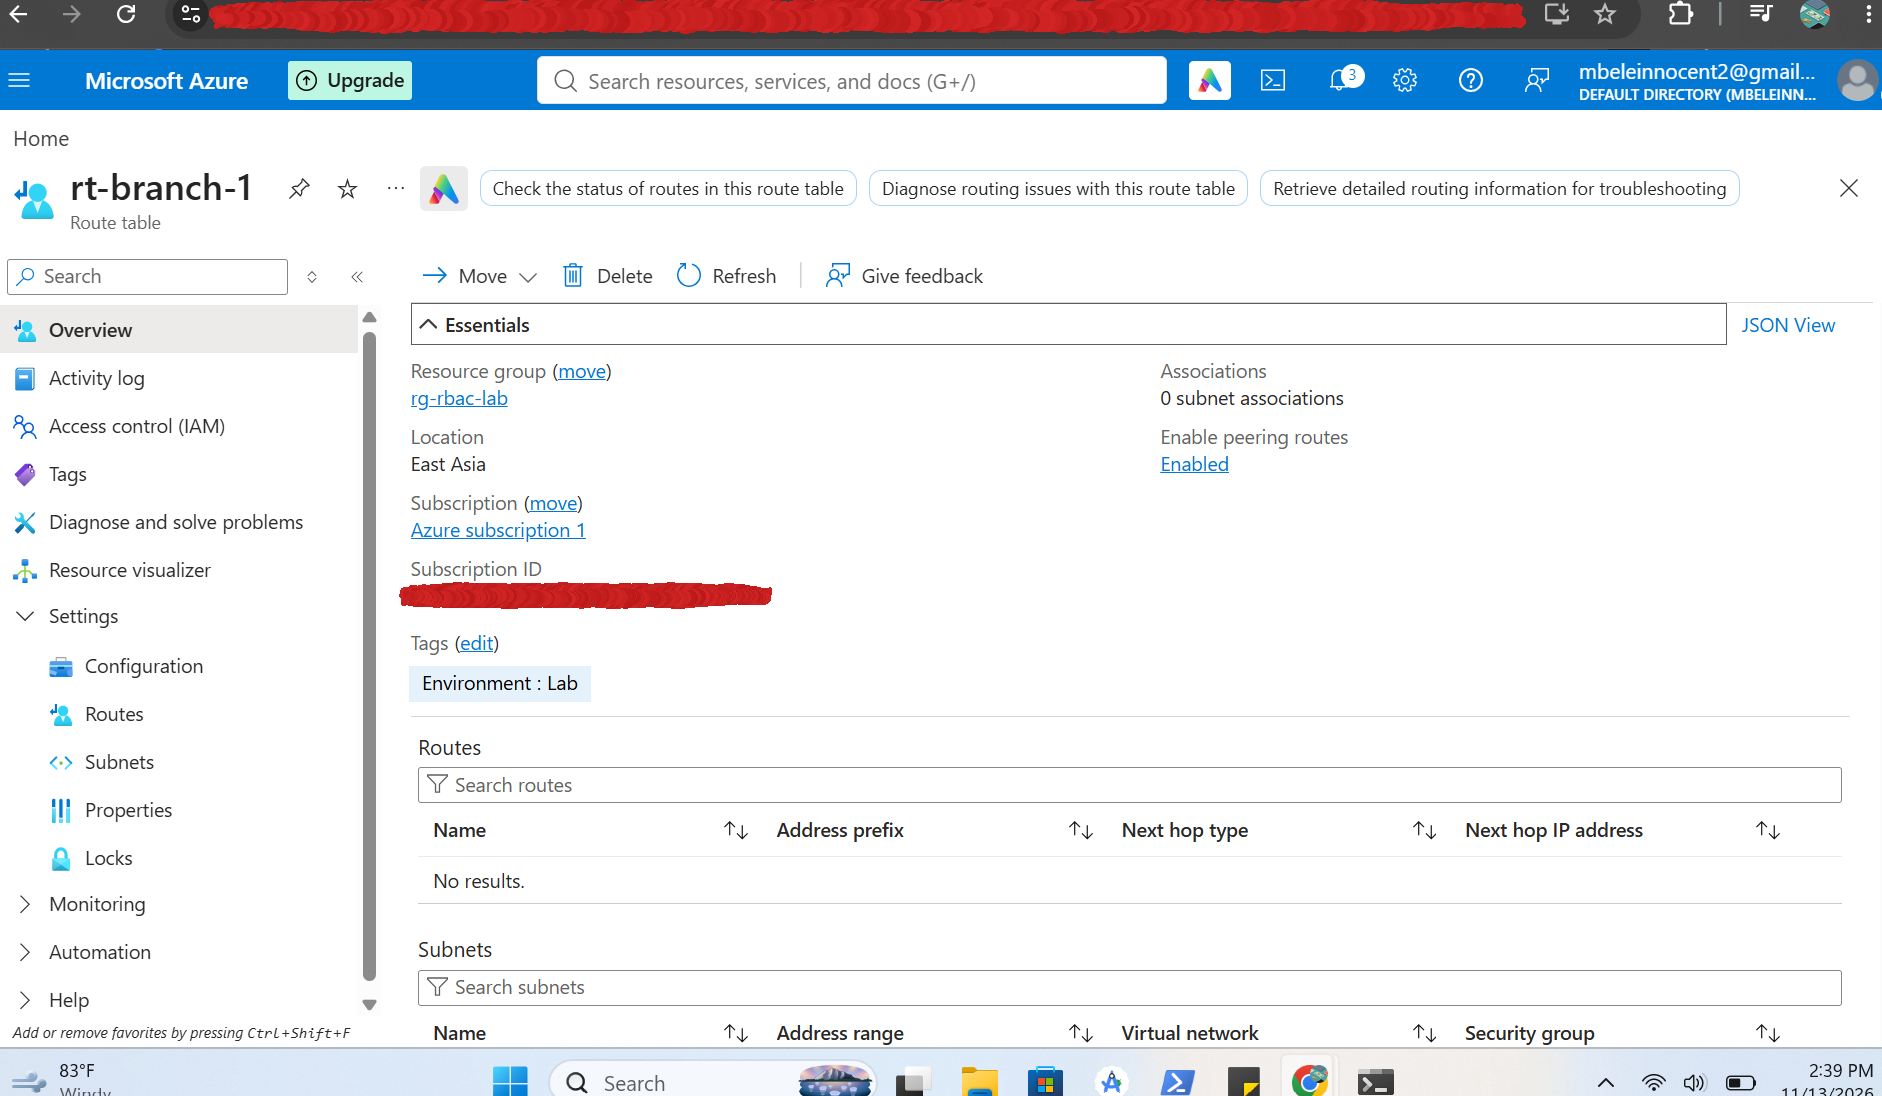 Microsoft Azure
Upgrade
Search resources, services, and docs (G+/)
3
mbeleinnocent2@gmail...
DEFAULT DIRECTORY (MBELEINN...
Home
rt-branch-1
Route table
Check the status of routes in this route table
Diagnose routing issues with this route table
Retrieve detailed routing information for troubleshooting
Search
Move
Delete
Refresh
Give feedback
Overview
Activity log
Access control (IAM)
Tags
Diagnose and solve problems
Resource visualizer
Settings
Configuration
Routes
Subnets
Properties
Locks
Monitoring
Automation
Help
Add or remove favorites by pressing Ctrl+Shift+F
Essentials
JSON View
Resource group (move)
rg-rbac-lab
Location
East Asia
Subscription (move)
Azure subscription 1
Subscription ID
Associations
0 subnet associations
Enable peering routes
Enabled
Tags (edit)
Environment : Lab
Routes
Search routes
Name Address prefix Next hop type Next hop IP address
No results.
Subnets
Search subnets
Name Address range Virtual network Security group
83°F
Windy
Search
2:39 PM
11/13/2026